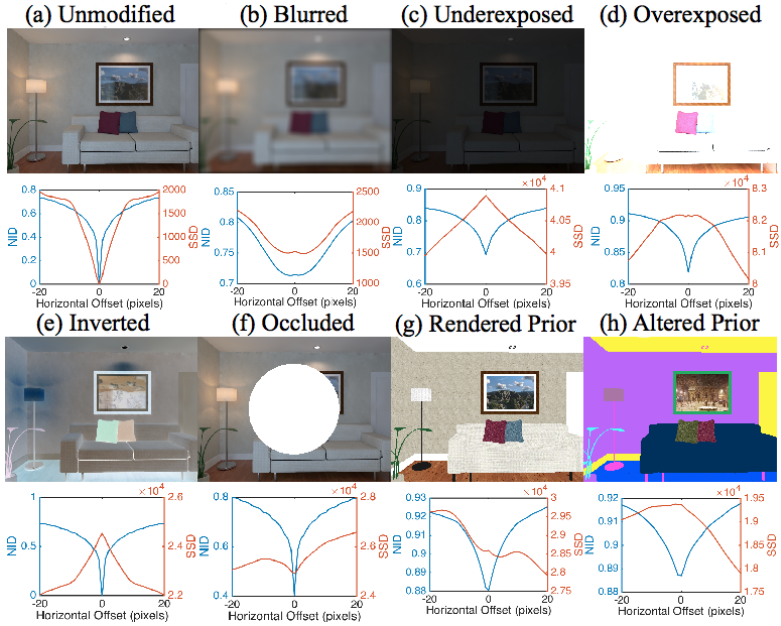 (a) Unmodified (b) Blurred (c) Underexposed (d) Overexposed
0.8 2000 0.85 2500 0.9 ×10⁴ 4.1 0.95 ×10⁴ 8.3
0.6 1500 0.8 2000 0.8 4.05 0.9 8.2
0.4 1000 0.75 1500 0.7 4 0.85 8.1
0.2 500 0.7 1000 0.6 3.95 0.8 8
0 0
NID SSD NID SSD NID SSD NID SSD
-20 0 20 -20 0 20 -20 0 20 -20 0 20
Horizontal Offset (pixels) Horizontal Offset (pixels) Horizontal Offset (pixels) Horizontal Offset (pixels)
(e) Inverted (f) Occluded (g) Rendered Prior (h) Altered Prior
1 ×10⁴ 2.6 0.8 ×10⁴ 2.8 0.93 ×10⁴ 3 0.92 ×10⁴ 1.95
0.5 2.4 0.6 2.6 0.92 2.95 0.91 1.9
0 2.2 0.4 2.4 0.91 2.9 0.9 1.85
0.9 2.85 0.89 1.8
0.89 2.8 0.88 1.75
0.88 2.75
NID SSD NID SSD NID SSD NID SSD
-20 0 20 -20 0 20 -20 0 20 -20 0 20
Horizontal Offset (pixels) Horizontal Offset (pixels) Horizontal Offset (pixels) Horizontal Offset (pixels)